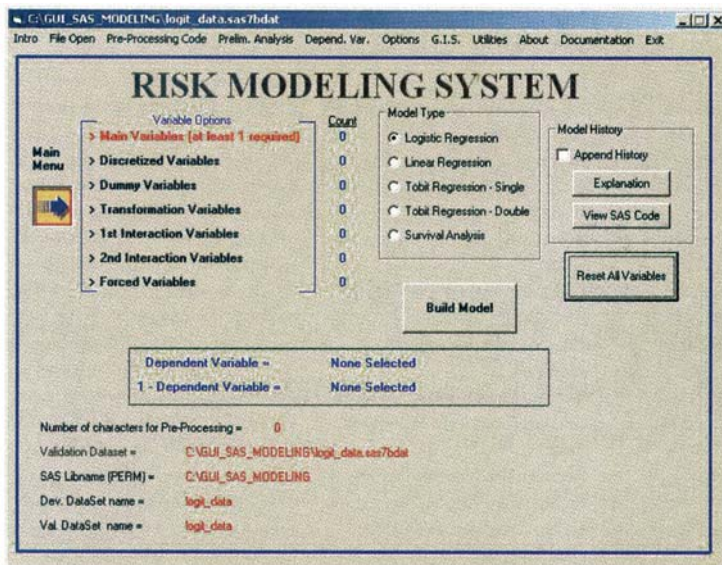 C:\GUI_SAS_MODELING\logit_data.sas7bdat
Intro File Open Pre-Processing Code Prelim. Analysis Depend. Var. Options G.I.S. Utilities About Documentation Exit
RISK MODELING SYSTEM
Main
Menu
Variable Options
Count
> Main Variables (at least 1 required) 0
> Discretized Variables 0
> Dummy Variables 0
> Transformation Variables 0
> 1st Interaction Variables 0
> 2nd Interaction Variables 0
> Forced Variables 0
Model Type
Logistic Regression
Linear Regression
Tobit Regression - Single
Tobit Regression - Double
Survival Analysis
Model History
Append History
Explanation
View SAS Code
Reset All Variables
Build Model
Dependent Variable = None Selected
1 - Dependent Variable = None Selected
Number of characters for Pre-Processing = 0
Validation Dataset = C:\GUI_SAS_MODELING\logit_data.sas7bdat
SAS Libname (PERM) = C:\GUI_SAS_MODELING
Dev. DataSet name = logit_data
Val. DataSet name = logit_data